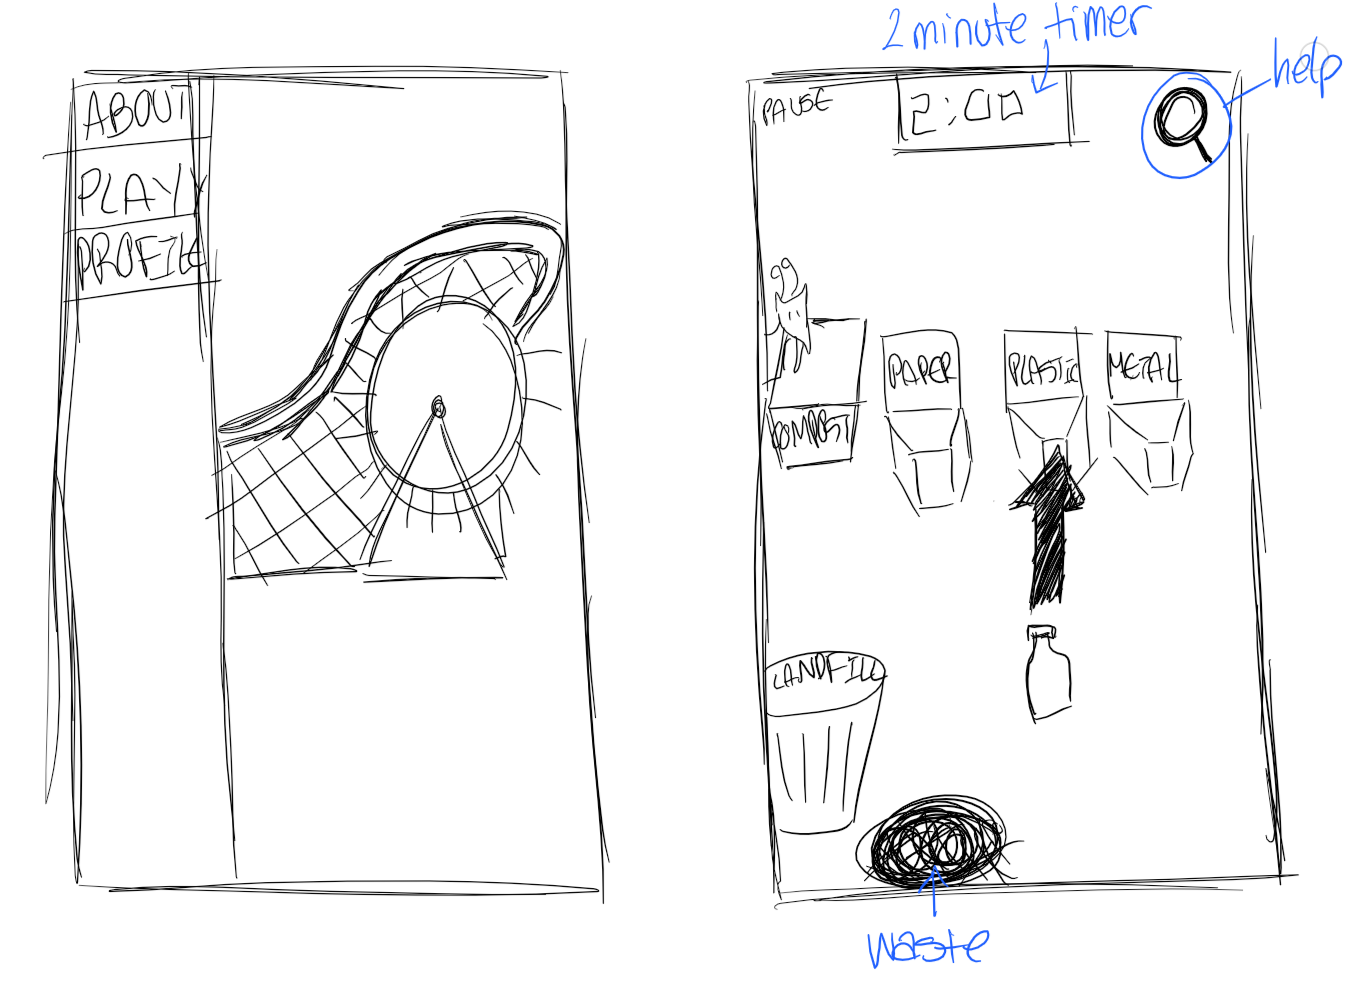 ABOUT
PLAY
PROFILE
2 minute timer
help
PAUSE
2:00
PAPER
PLASTIC
METAL
COMPOST
LANDFILL
waste